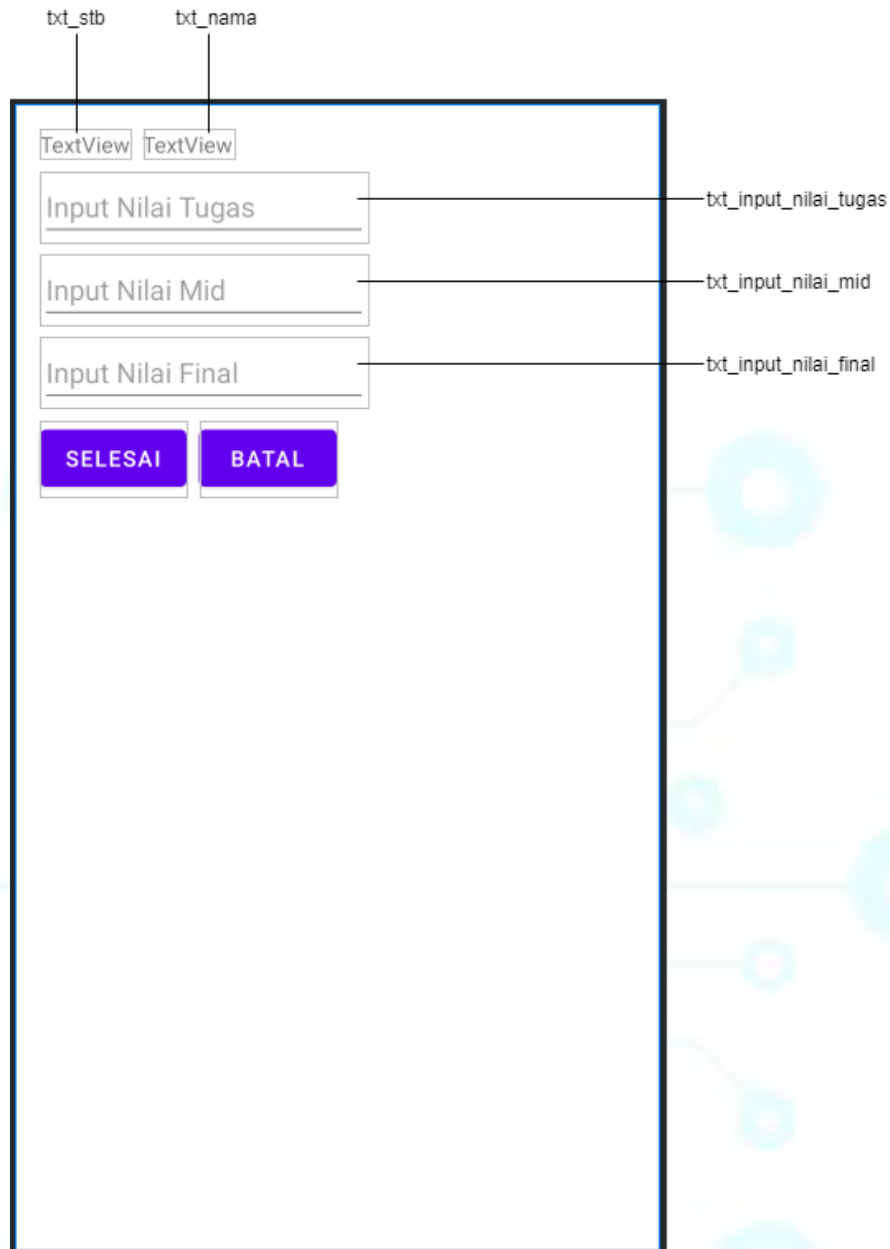 txt_stb txt_nama
TextView TextView
Input Nilai Tugas txt_input_nilai_tugas
Input Nilai Mid txt_input_nilai_mid
Input Nilai Final txt_input_nilai_final
SELESAI BATAL